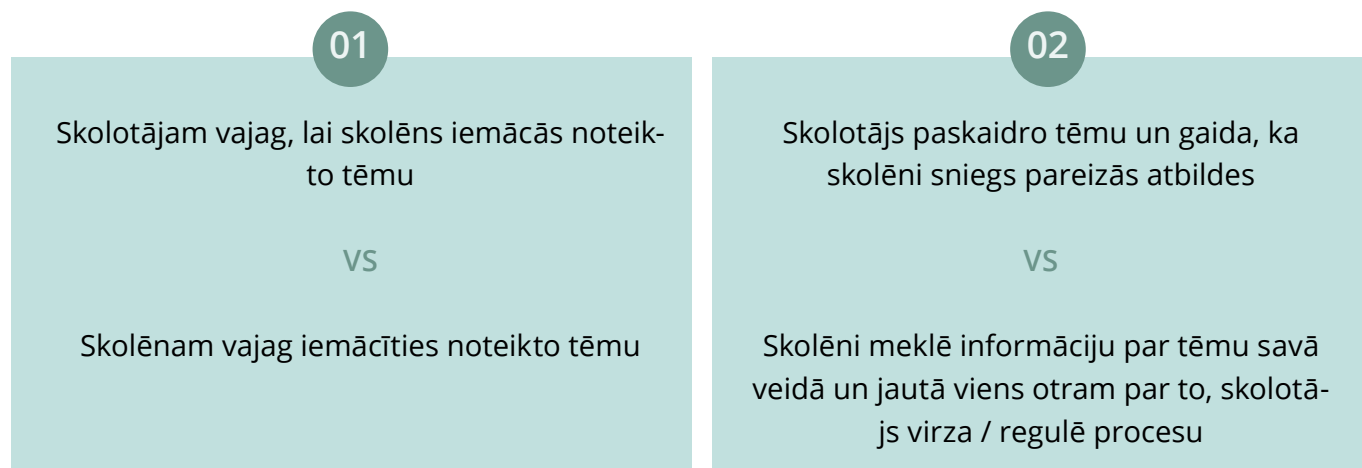 01
Skolotājam vajag, lai skolēns iemācās noteik-
to tēmu
vs
Skolēnam vajag iemācīties noteikto tēmu
02
Skolotājs paskaidro tēmu un gaida, ka
skolēni sniegs pareizās atbildes
vs
Skolēni meklē informāciju par tēmu savā
veidā un jautā viens otram par to, skolotā-
js virza / regulē procesu